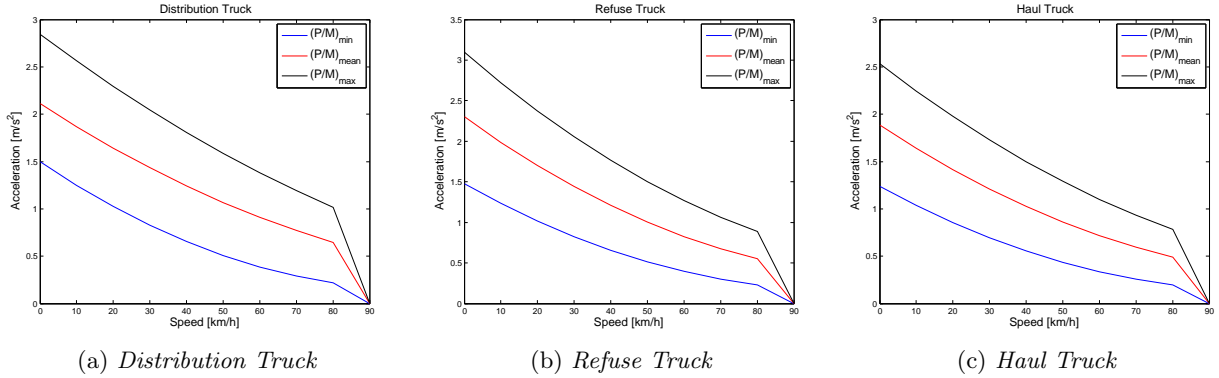 Distribution Truck
3.5
3
2.5
2
1.5
1
0.5
0
Acceleration [m/s²]
(P/M)min
(P/M)mean
(P/M)max
0 10 20 30 40 50 60 70 80 90
Speed [km/h]
(a) Distribution Truck
Refuse Truck
3.5
3
2.5
2
1.5
1
0.5
0
Acceleration [m/s²]
(P/M)min
(P/M)mean
(P/M)max
0 10 20 30 40 50 60 70 80 90
Speed [km/h]
(b) Refuse Truck
Haul Truck
3
2.5
2
1.5
1
0.5
0
Acceleration [m/s²]
(P/M)min
(P/M)mean
(P/M)max
0 10 20 30 40 50 60 70 80 90
Speed [km/h]
(c) Haul Truck